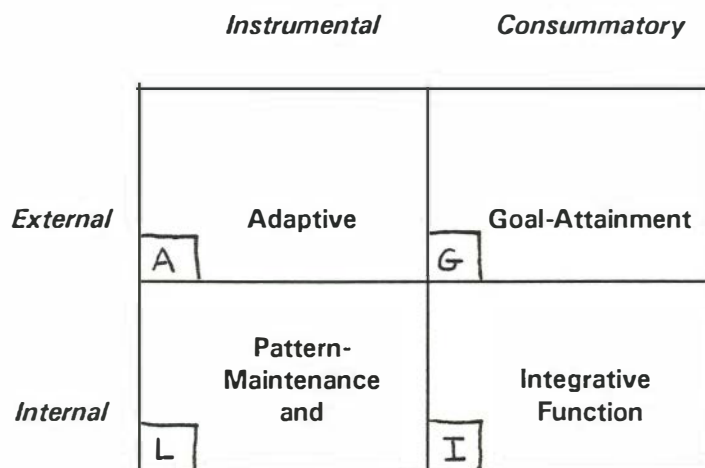 Instrumental Consummatory
External Adaptive Goal-Attainment
A G
Pattern-
Maintenance Integrative
Internal and Function
L I